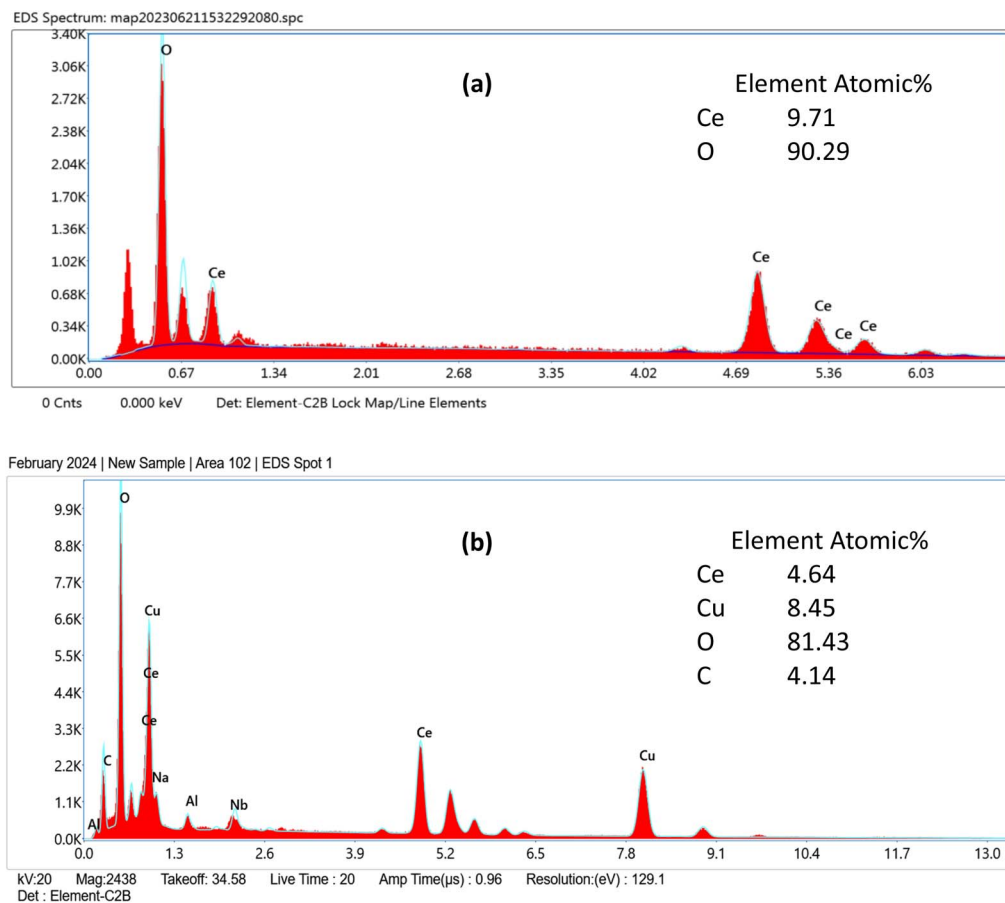 EDS Spectrum: map202306211532292080.spc
3.40K
3.06K
2.72K
2.38K
2.04K
1.70K
1.36K
1.02K
0.68K
0.34K
0.00K
O
Ce
Ce
Ce
Ce
Ce
(a)
Element Atomic%
Ce 9.71
O 90.29
0.00 0.67 1.34 2.01 2.68 3.35 4.02 4.69 5.36 6.03
0 Cnts 0.000 keV Det: Element-C2B Lock Map/Line Elements
February 2024 | New Sample | Area 102 | EDS Spot 1
9.9K
8.8K
7.7K
6.6K
5.5K
4.4K
3.3K
2.2K
1.1K
0.0K
Al
C
O
Cu
Ce
Ce
Na
Al
Nb
Ce
Cu
(b)
Element Atomic%
Ce 4.64
Cu 8.45
O 81.43
C 4.14
0.0 1.3 2.6 3.9 5.2 6.5 7.8 9.1 10.4 11.7 13.0
kV:20 Mag:2438 Takeoff: 34.58 Live Time : 20 Amp Time(µs) : 0.96 Resolution:(eV) : 129.1
Det : Element-C2B